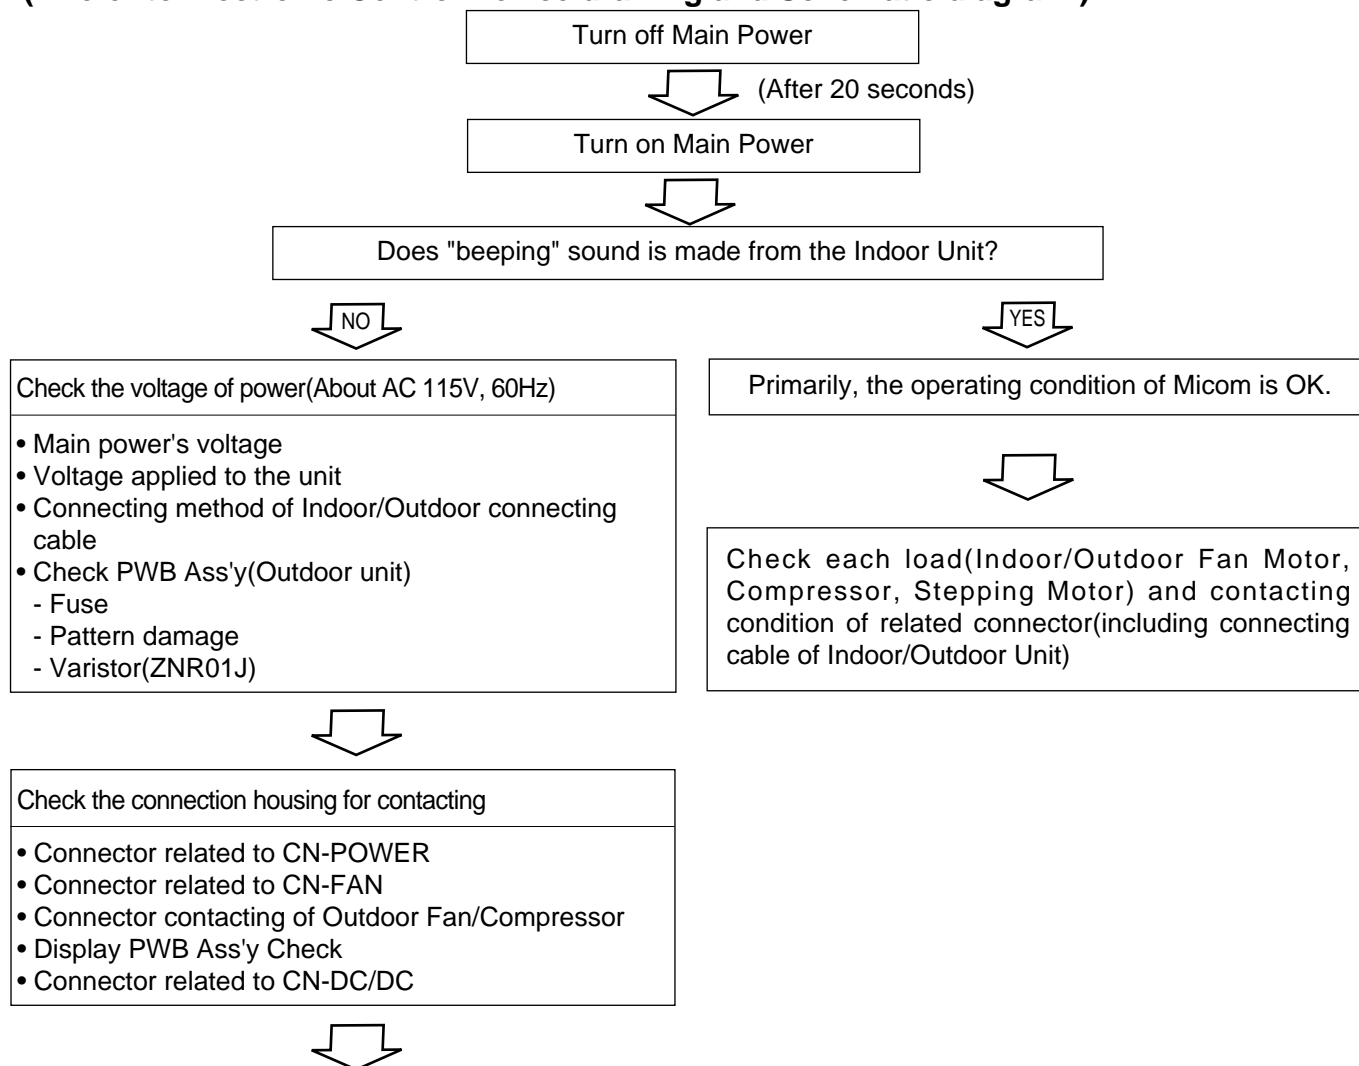 Turn off Main Power
(After 20 seconds)
Turn on Main Power
Does "beeping" sound is made from the Indoor Unit?
NO
Check the voltage of power(About AC 115V, 60Hz)
• Main power's voltage
• Voltage applied to the unit
• Connecting method of Indoor/Outdoor connecting
cable
• Check PWB Ass'y(Outdoor unit)
- Fuse
- Pattern damage
- Varistor(ZNR01J)
Check the connection housing for contacting
• Connector related to CN-POWER
• Connector related to CN-FAN
• Connector contacting of Outdoor Fan/Compressor
• Display PWB Ass'y Check
• Connector related to CN-DC/DC
YES
Primarily, the operating condition of Micom is OK.
Check each load(Indoor/Outdoor Fan Motor,
Compressor, Stepping Motor) and contacting
condition of related connector(including connecting
cable of Indoor/Outdoor Unit)